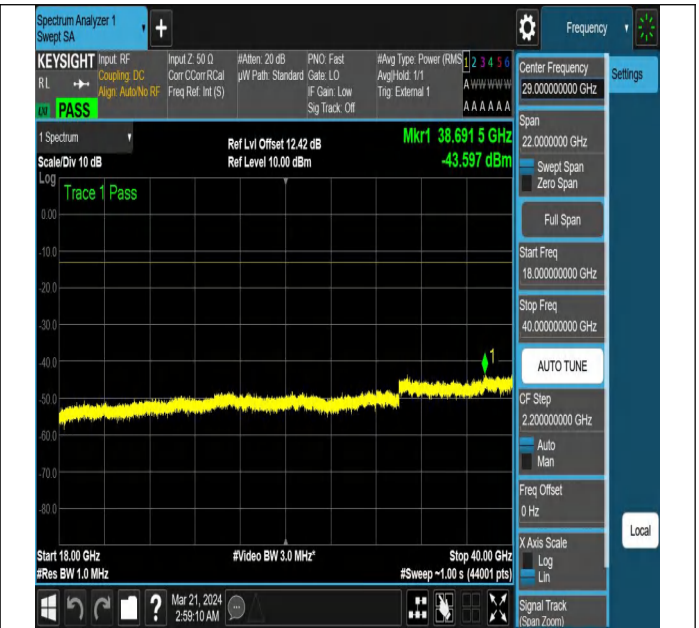 Spectrum Analyzer 1
Swept SA
Frequency
KEYSIGHT
RL
PASS
Input: RF
Coupling: DC
Align: Auto/No RF
Input Z: 50 Ω
Corr CCorr RCal
Freq Ref: Int (S)
#Atten: 20 dB
µW Path: Standard
PNO: Fast
Gate: LO
IF Gain: Low
Sig Track: Off
#Avg Type: Power (RMS
Avg|Hold: 1/1
Trig: External 1
1 2 3 4 5 6
A W W W W W
A A A A A A
Center Frequency
29.000000000 GHz
Settings
1 Spectrum
Scale/Div 10 dB
Ref Lvl Offset 12.42 dB
Ref Level 10.00 dBm
Mkr1 38.691 5 GHz
-43.597 dBm
Log
Trace 1 Pass
0.00
-10.0
-20.0
-30.0
-40.0
-50.0
-60.0
-70.0
-80.0
1
Span
22.0000000 GHz
Swept Span
Zero Span
Full Span
Start Freq
18.000000000 GHz
Stop Freq
40.000000000 GHz
AUTO TUNE
CF Step
2.200000000 GHz
Auto
Man
Freq Offset
0 Hz
X Axis Scale
Log
Lin
Signal Track
(Span Zoom)
Local
Start 18.00 GHz
#Res BW 1.0 MHz
#Video BW 3.0 MHz*
Stop 40.00 GHz
#Sweep ~1.00 s (44001 pts)
?
Mar 21, 2024
2:59:10 AM